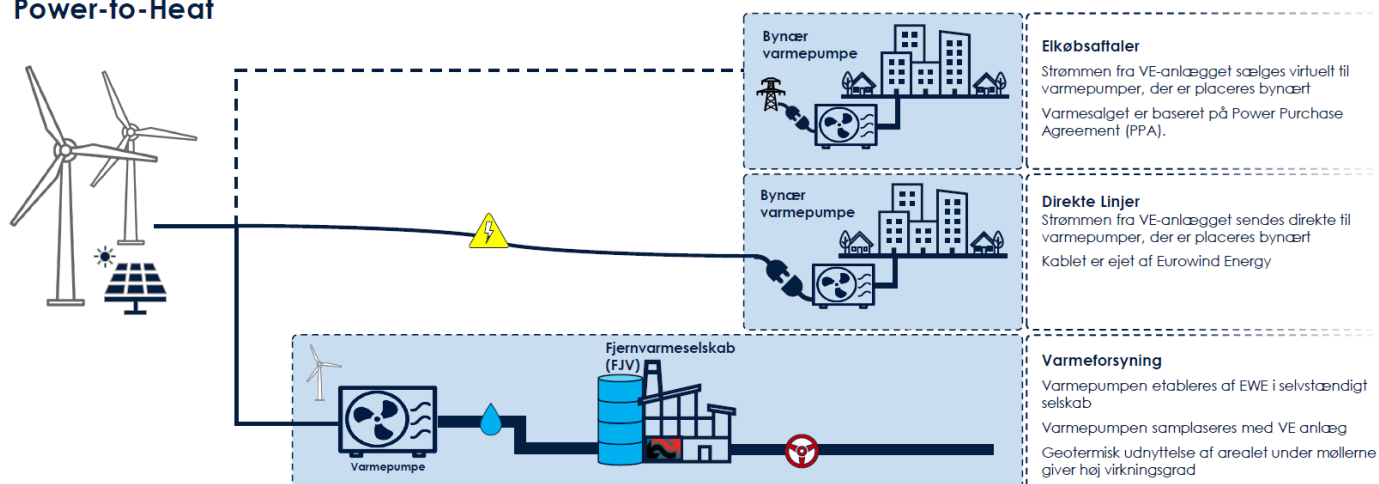 Power-to-Heat
Bynær
varmepumpe
Elkøbsaftaler
Strømmen fra VE-anlægget sælges virtuelt til
varmepumper, der er placeres bynært
Varmesalget er baseret på Power Purchase
Agreement (PPA).
Bynær
varmepumpe
Direkte Linjer
Strømmen fra VE-anlægget sendes direkte til
varmepumper, der er placeres bynært
Kablet er ejet af Eurowind Energy
Fjernvarmeselskab
(FJV)
Varmepumpe
Varmeforsyning
Varmepumpen etableres af EWE i selvstændigt
selskab
Varmepumpen samplaseres med VE anlæg
Geotermisk udnyttelse af arealet under møllerne
giver høj virkningsgrad